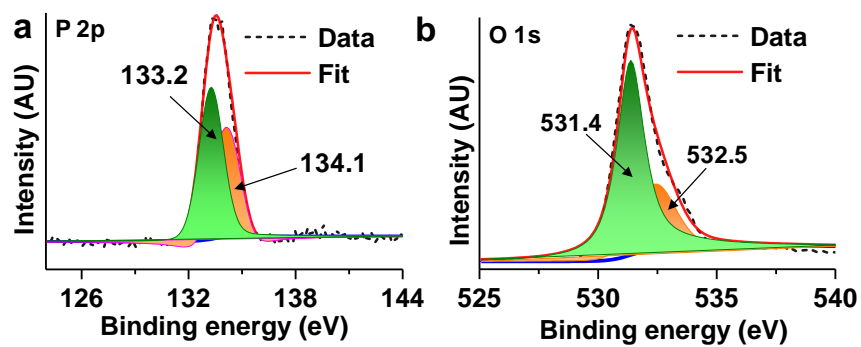 a
P 2p
Data
Fit
133.2
134.1
Intensity (AU)
126
132
138
144
Binding energy (eV)
b
O 1s
Data
Fit
531.4
532.5
Intensity (AU)
525
530
535
540
Binding energy (eV)